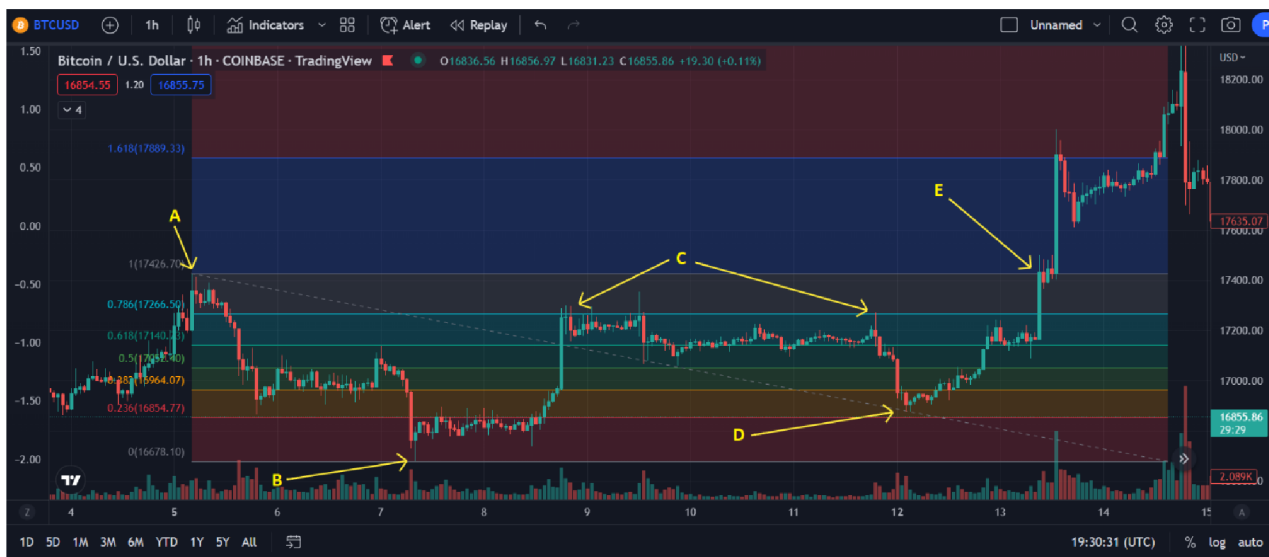 BTCUSD 1h Indicators Alert Replay Unnamed P
Bitcoin / U.S. Dollar · 1h · COINBASE · TradingView O16836.56 H16856.97 L16831.23 C16855.86 +19.30 (+0.11%)
16854.55 1.20 16855.75
4
1.50
1.00
0.50
0.00
−0.50
−1.00
−1.50
−2.00
1.618(17889.33)
1(17426.70)
0.786(17266.50)
0.618(17140.73)
0.236(16854.77)
0(16678.10)
A
B
C
D
E
USD
18200.00
18000.00
17800.00
17635.07
17600.00
17400.00
17200.00
17000.00
16855.86
29:29
2.089K
Z 4 5 6 7 8 9 10 11 12 13 14 15 A
1D 5D 1M 3M 6M YTD 1Y 5Y All 19:30:31 (UTC) % log auto